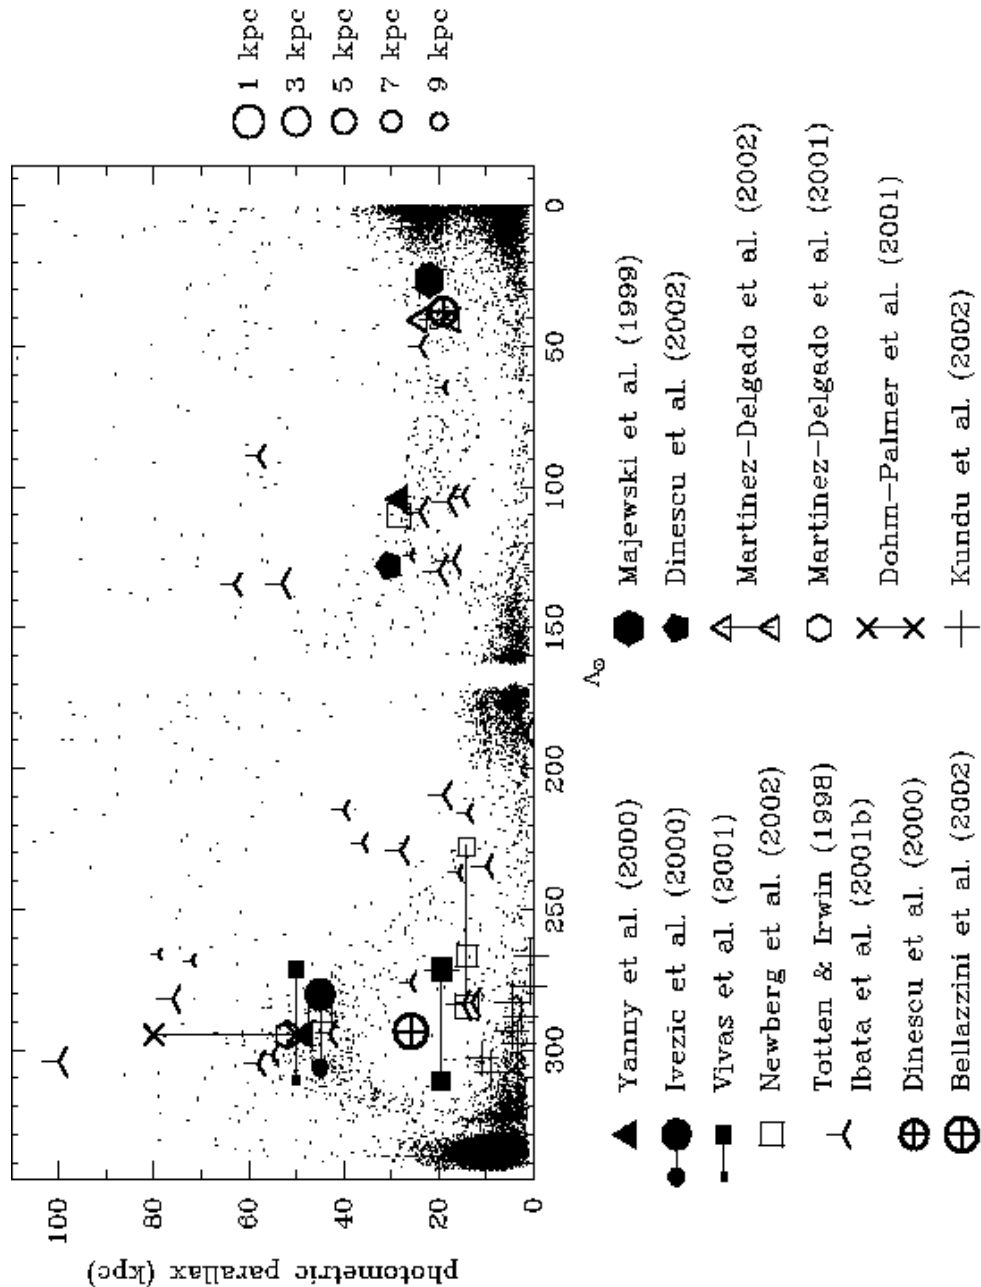 1 kpc
3 kpc
5 kpc
7 kpc
9 kpc
photometric parallax (kpc)
100
80
60
40
20
0
300
250
200
150
100
50
0
Λ⊙
Yanny et al. (2000)
Ivezic et al. (2000)
Vivas et al. (2001)
Newberg et al. (2002)
Totten & Irwin (1998)
Ibata et al. (2001b)
Dinescu et al. (2000)
Bellazzini et al. (2002)
Majewski et al. (1999)
Dinescu et al. (2002)
Martinez-Delgado et al. (2002)
Martinez-Delgado et al. (2001)
Dohm-Palmer et al. (2001)
Kundu et al. (2002)